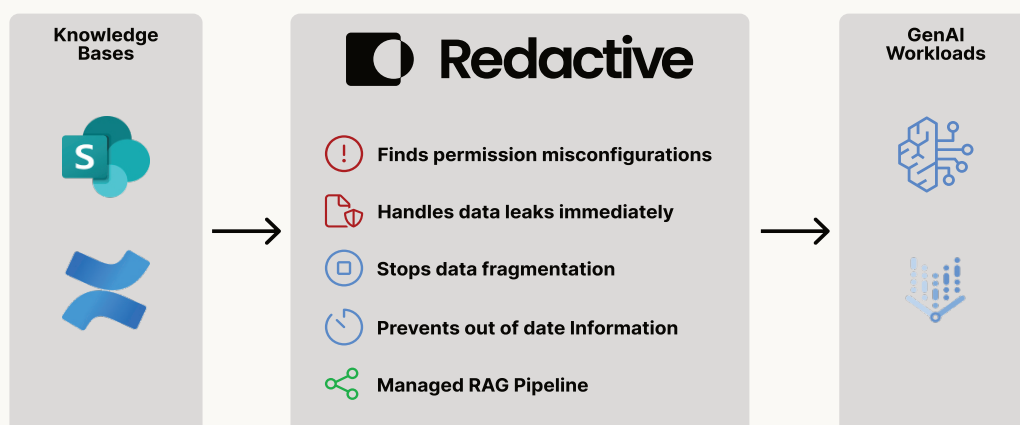 Knowledge
Bases
S
Redactive
Finds permission misconfigurations
Handles data leaks immediately
Stops data fragmentation
Prevents out of date Information
Managed RAG Pipeline
GenAI
Workloads